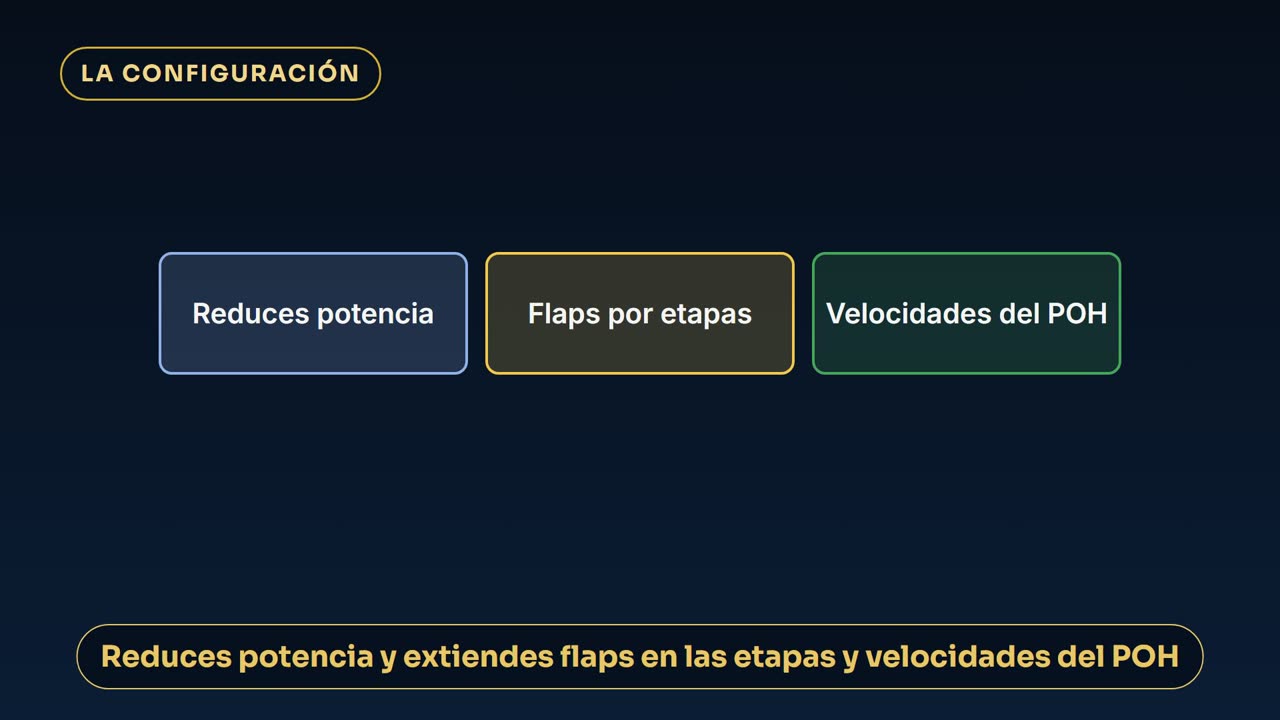 LA CONFIGURACIÓN
Reduces potencia
Flaps por etapas
Velocidades del POH
Reduces potencia y extiendes flaps en las etapas y velocidades del POH